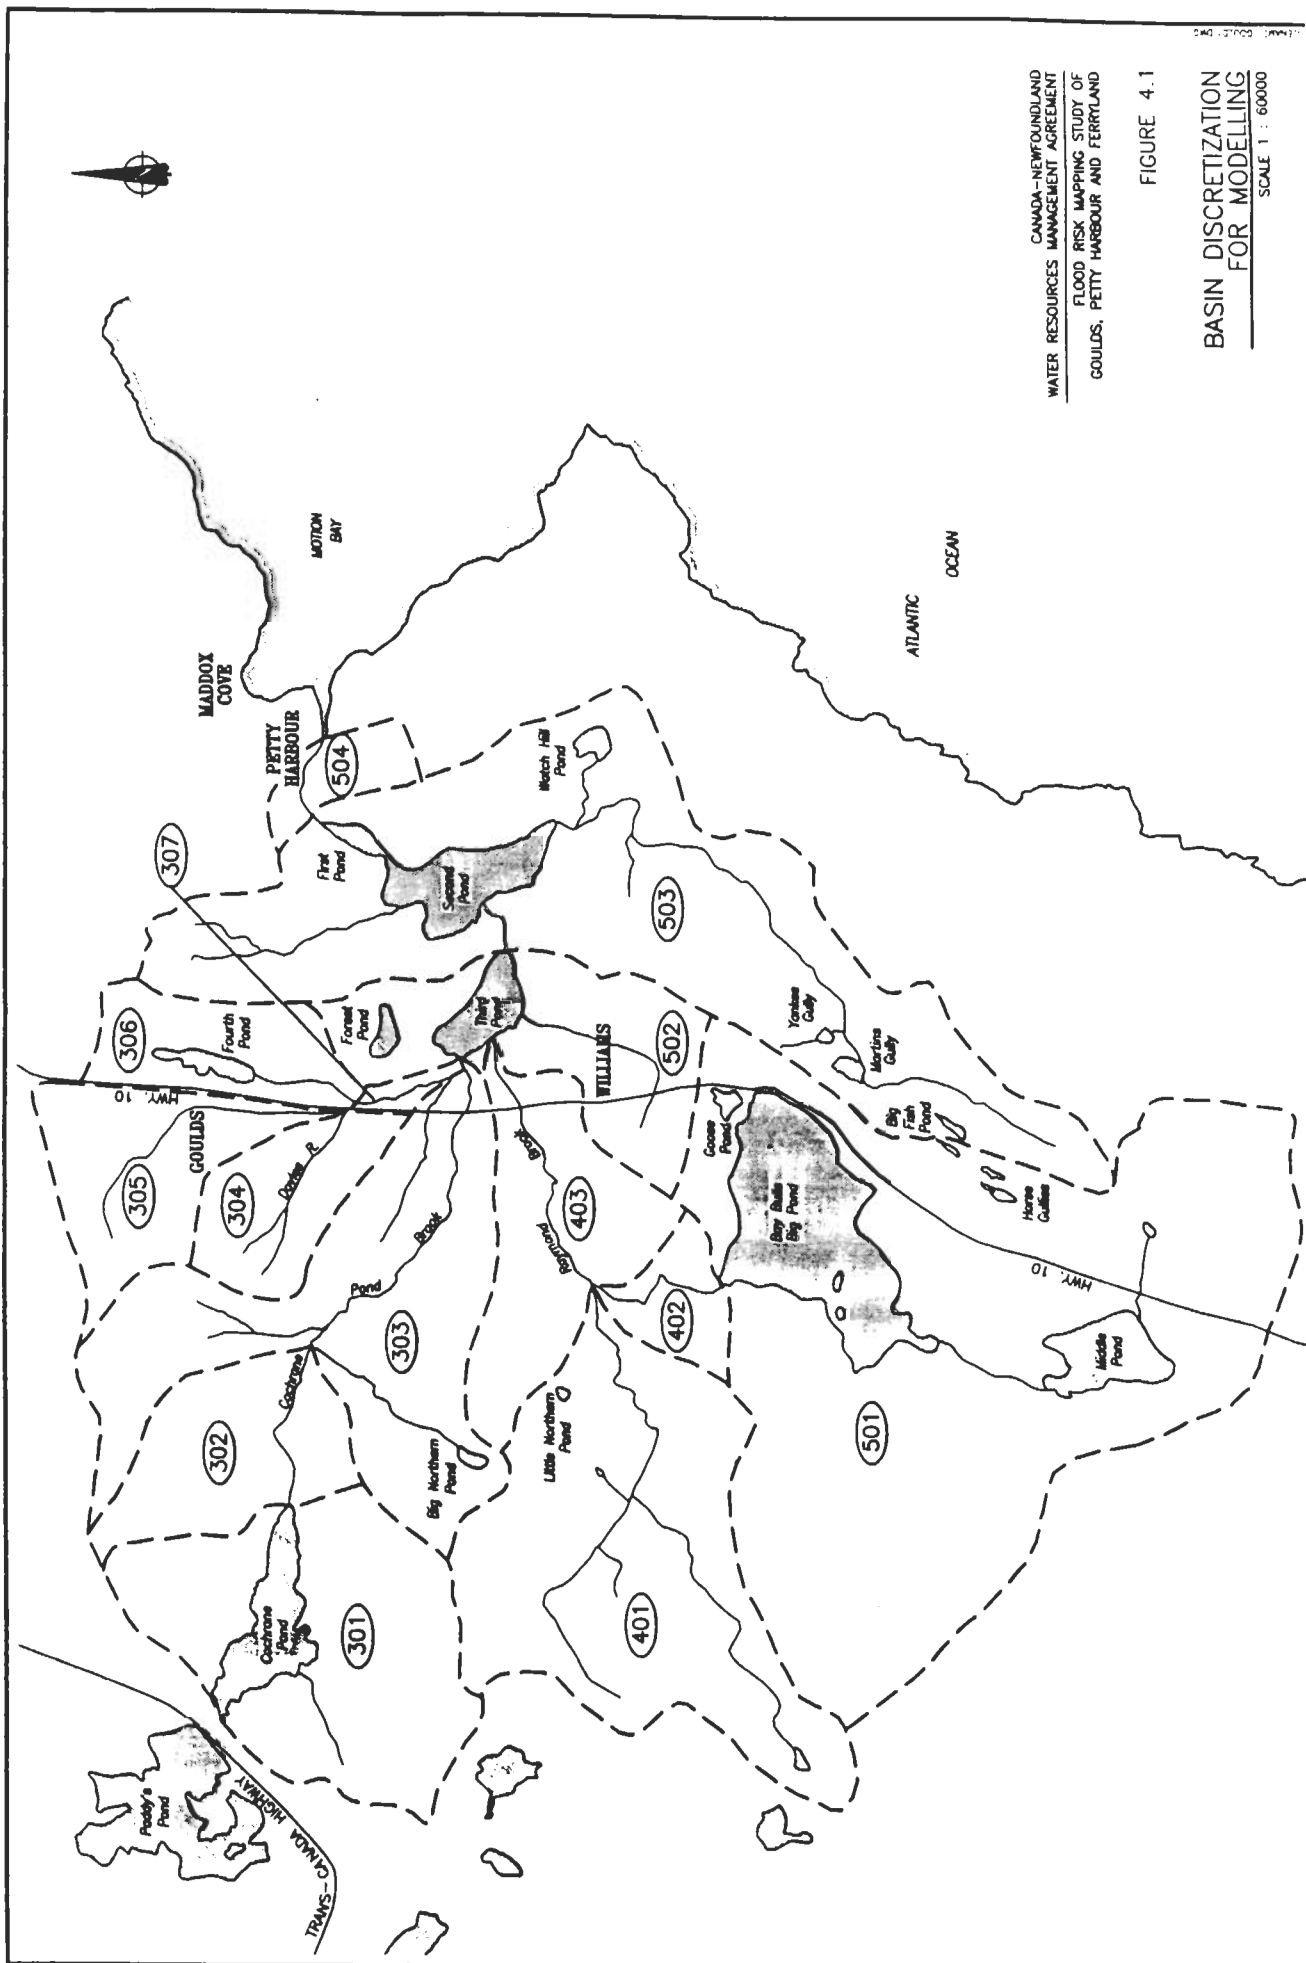 MADDOX
COVE
MOTION
BAY
PETTY
HARBOUR
504
307
First
Pond
Second
Pond
Watch Hill
Pond
503
306
Fourth
Pond
Forest
Pond
Third
Pond
HWY. 10
GOULDS
305
304
Doyles R.
WILLIAMS
502
Yankee
Gully
Martins
Gully
Big
Fish
Pond
Goose
Pond
Bay Bulls
Big Pond
Horse
Gullies
HWY. 10
Middle
Pond
Cochrane
Pond
Brook
303
302
Raymond
Brook
403
402
501
Big Northern
Pond
Little Northern
Pond
401
Cochrane
Pond
301
Paddy's
Pond
TRANS-CANADA HIGHWAY
ATLANTIC
OCEAN
CANADA-NEWFOUNDLAND
WATER RESOURCES MANAGEMENT AGREEMENT
FLOOD RISK MAPPING STUDY OF
GOULDS, PETTY HARBOUR AND FERRYLAND
FIGURE 4.1
BASIN DISCRETIZATION
FOR MODELLING
SCALE 1 : 60000